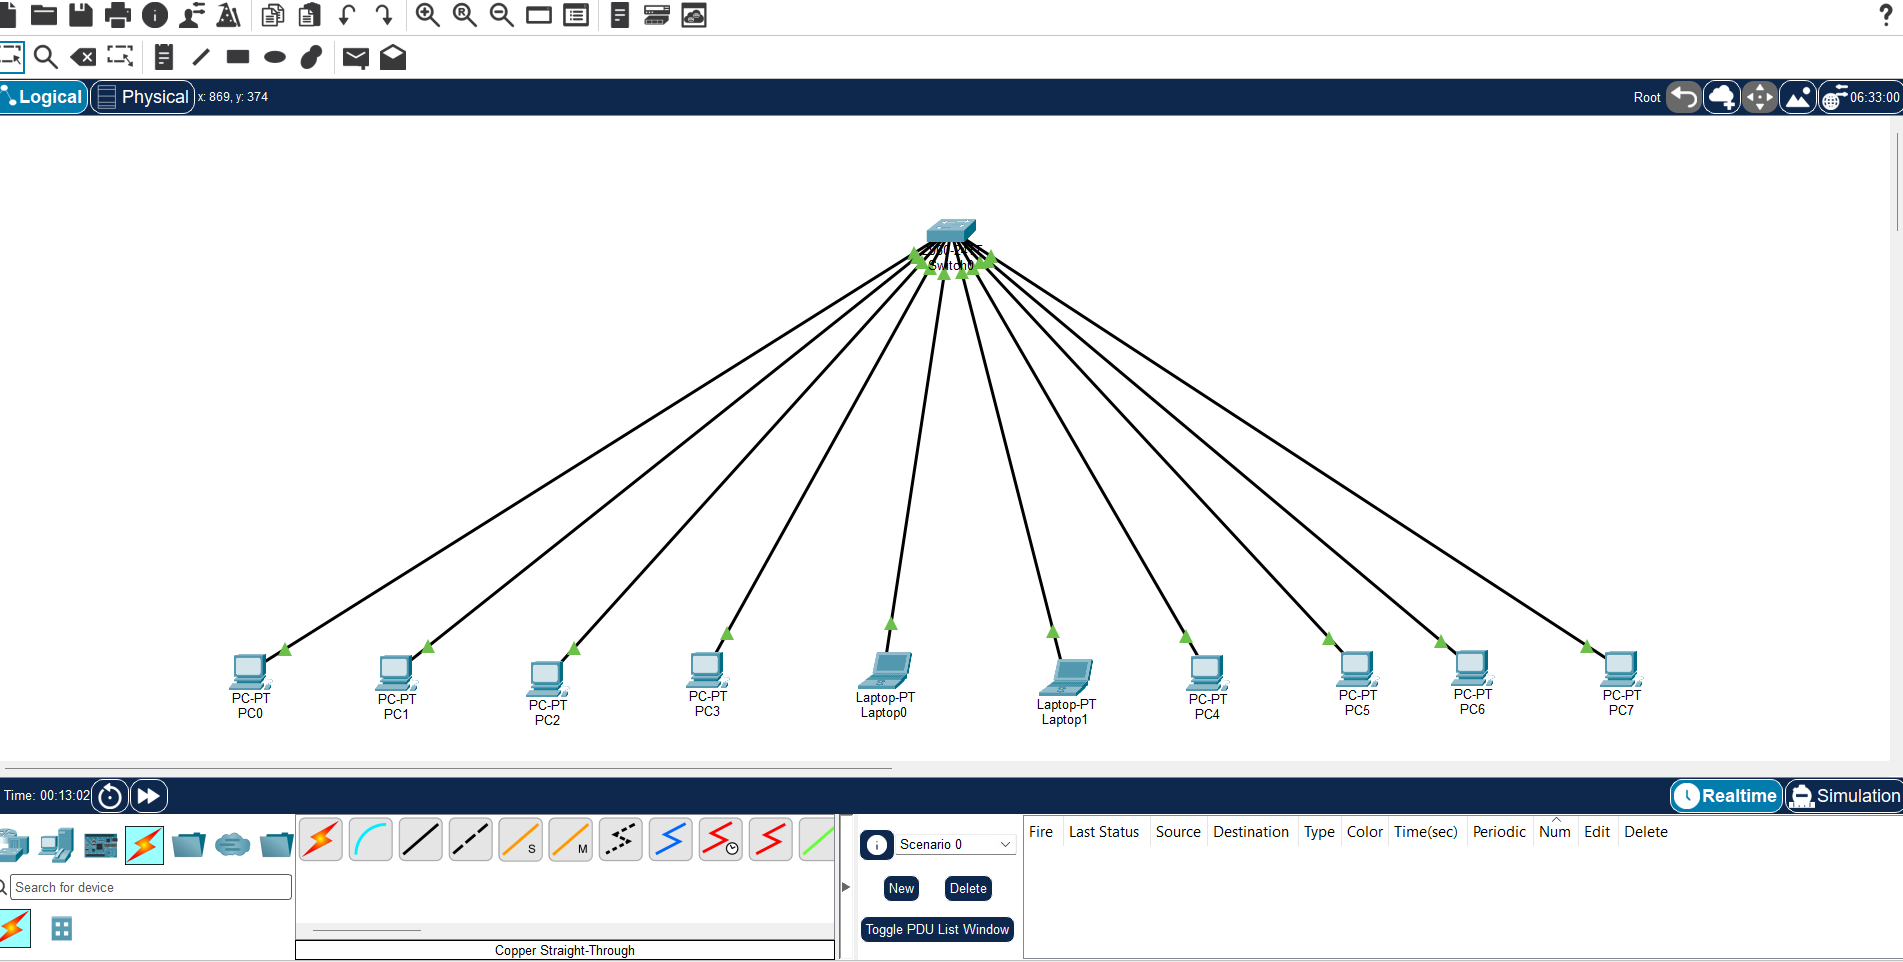 ?
Logical
Physical
x: 869, y: 374
Root
06:33:00
Switch0
PC-PT
PC0
PC-PT
PC1
PC-PT
PC2
PC-PT
PC3
Laptop-PT
Laptop0
Laptop-PT
Laptop1
PC-PT
PC4
PC-PT
PC5
PC-PT
PC6
PC-PT
PC7
Time: 00:13:02
Realtime
Simulation
S
M
Search for device
Copper Straight-Through
Scenario 0
New
Delete
Toggle PDU List Window
Fire Last Status Source Destination Type Color Time(sec) Periodic Num Edit Delete